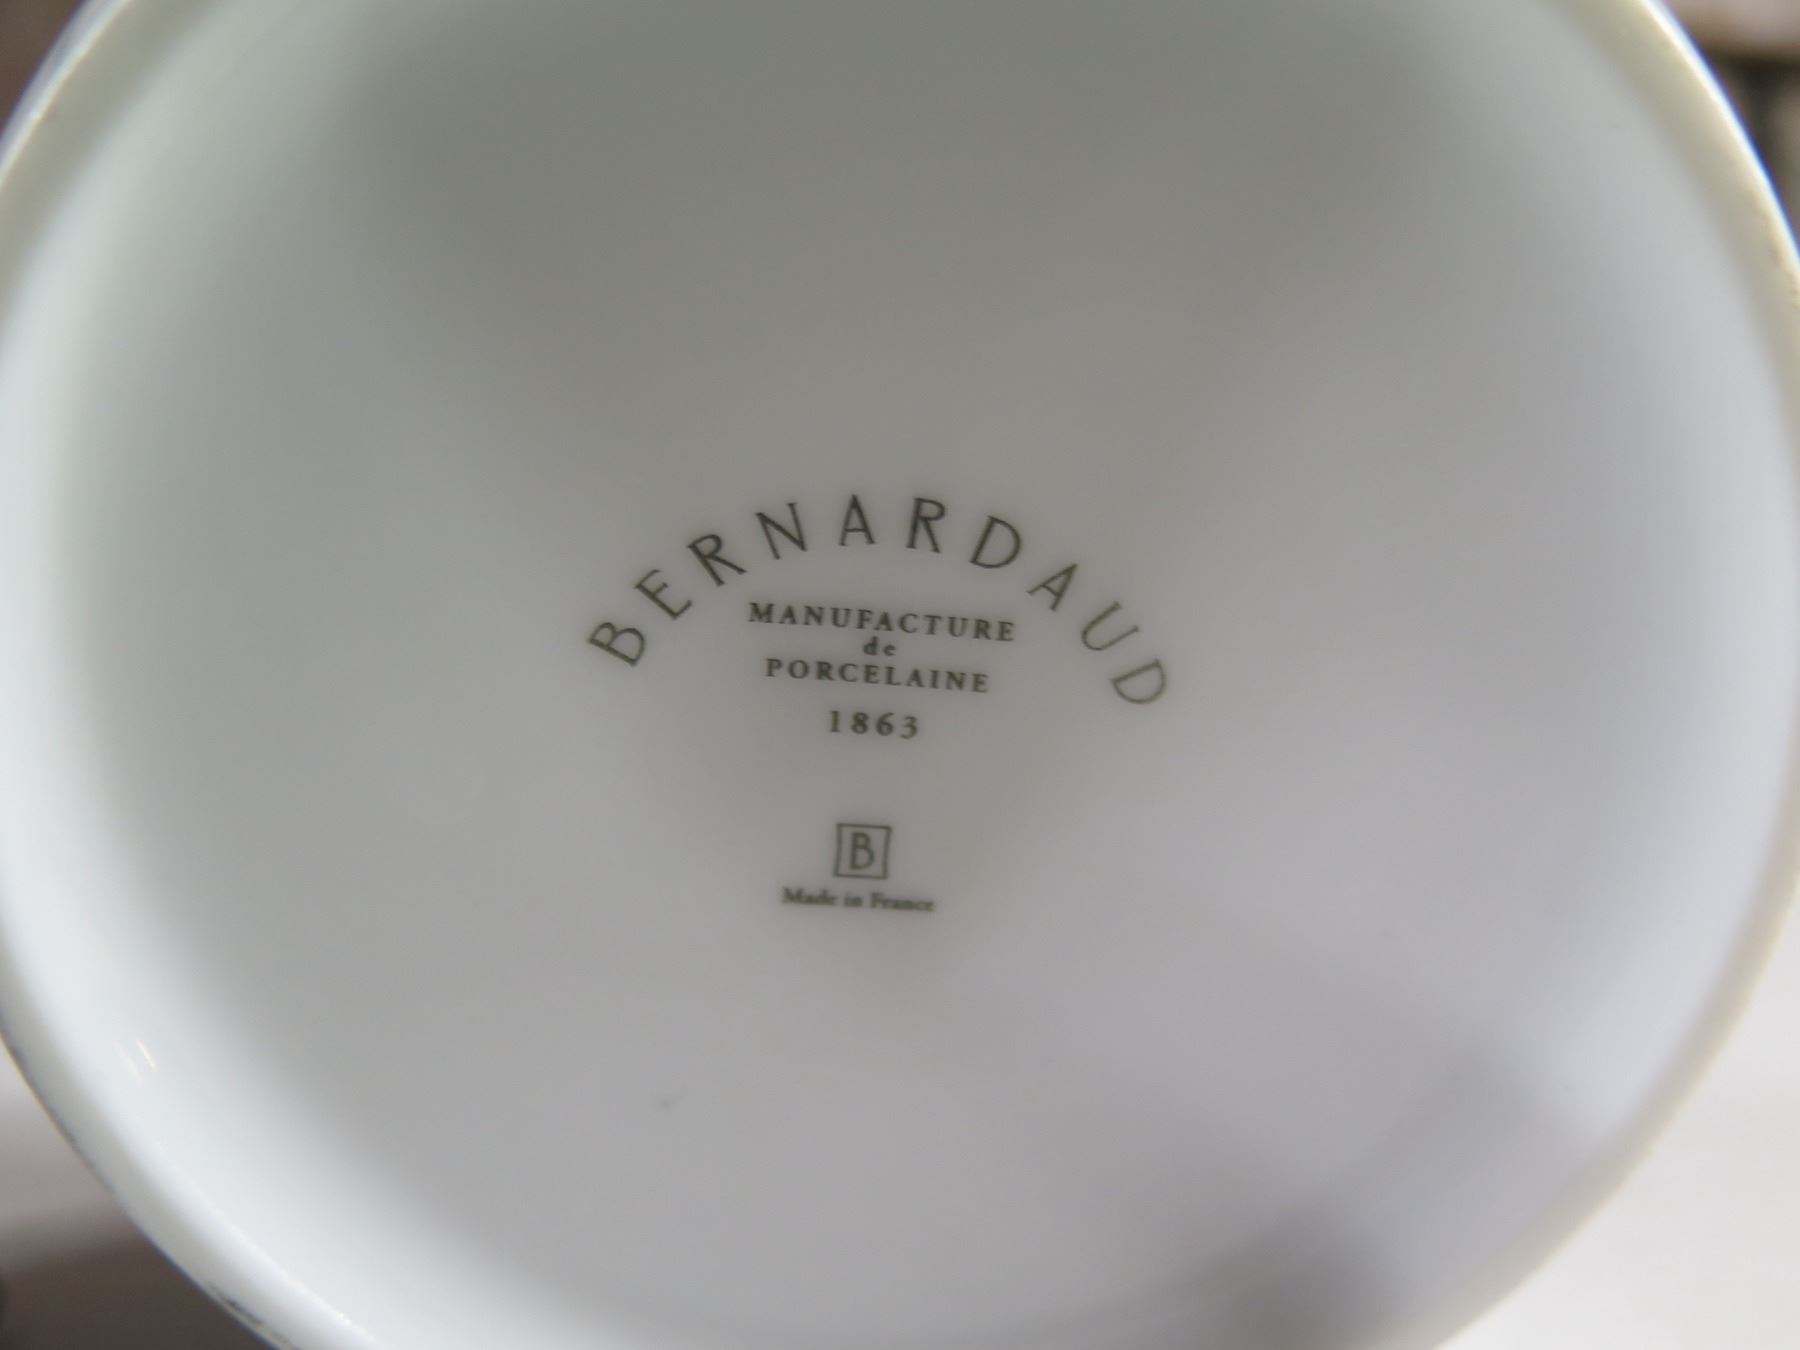 BERNARDAUD
MANUFACTURE
de
PORCELAINE
1863
B
Made in France